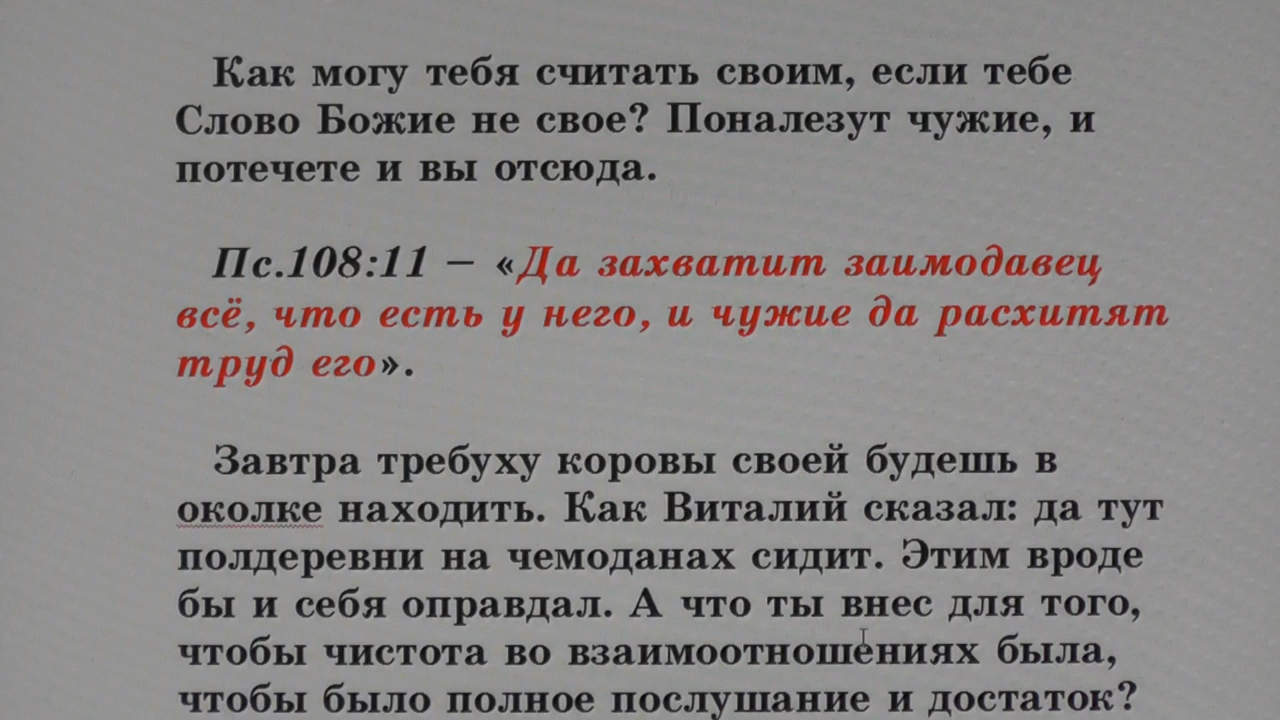 Как могу тебя считать своим, если тебе
Слово Божие не свое? Поналезут чужие, и
потечете и вы отсюда.
Пс.108:11 – «Да захватит заимодавец
всё, что есть у него, и чужие да расхитят
труд его».
Завтра требуху коровы своей будешь в
околке находить. Как Виталий сказал: да тут
полдеревни на чемоданах сидит. Этим вроде
бы и себя оправдал. А что ты внес для того,
чтобы чистота во взаимоотношениях была,
чтобы было полное послушание и достаток?